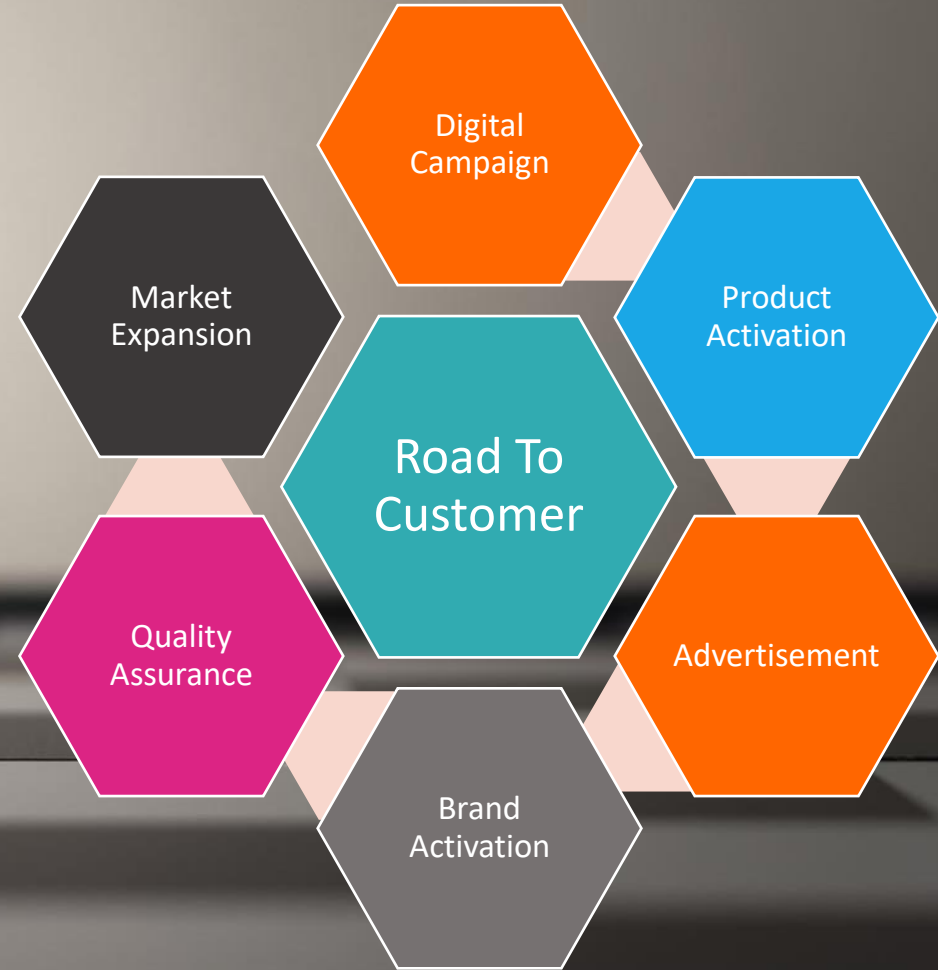 Digital
Campaign
Product
Activation
Advertisement
Brand
Activation
Quality
Assurance
Market
Expansion
Road To
Customer